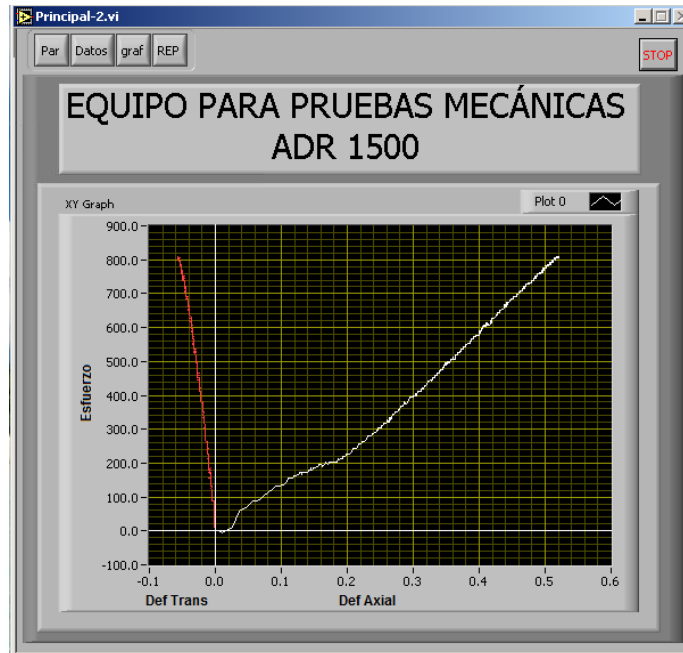 Principal-2.vi
Par Datos graf REP
STOP
EQUIPO PARA PRUEBAS MECÁNICAS
ADR 1500
XY Graph
Plot 0
900.0
800.0
700.0
600.0
500.0
400.0
300.0
200.0
100.0
0.0
-100.0
Esfuerzo
-0.1 0.0 0.1 0.2 0.3 0.4 0.5 0.6
Def Trans Def Axial